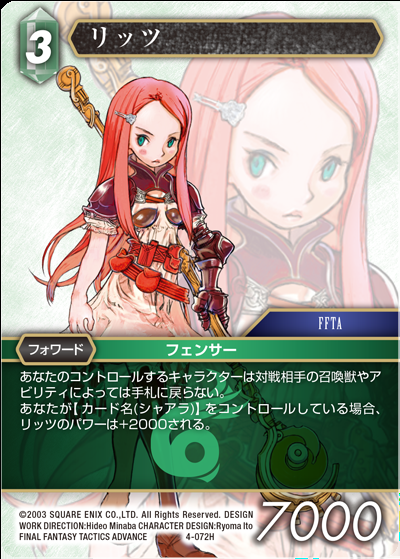 3
リッツ
FFTA
フォワード
フェンサー
あなたのコントロールするキャラクターは対戦相手の召喚獣やア
ビリティによっては手札に戻らない。
あなたが【カード名(シャアラ)】をコントロールしている場合、
リッツのパワーは+2000される。
©2003 SQUARE ENIX CO.,LTD. All Rights Reserved. DESIGN
WORK DIRECTION:Hideo Minaba CHARACTER DESIGN:Ryoma Ito
FINAL FANTASY TACTICS ADVANCE 4-072H
7000